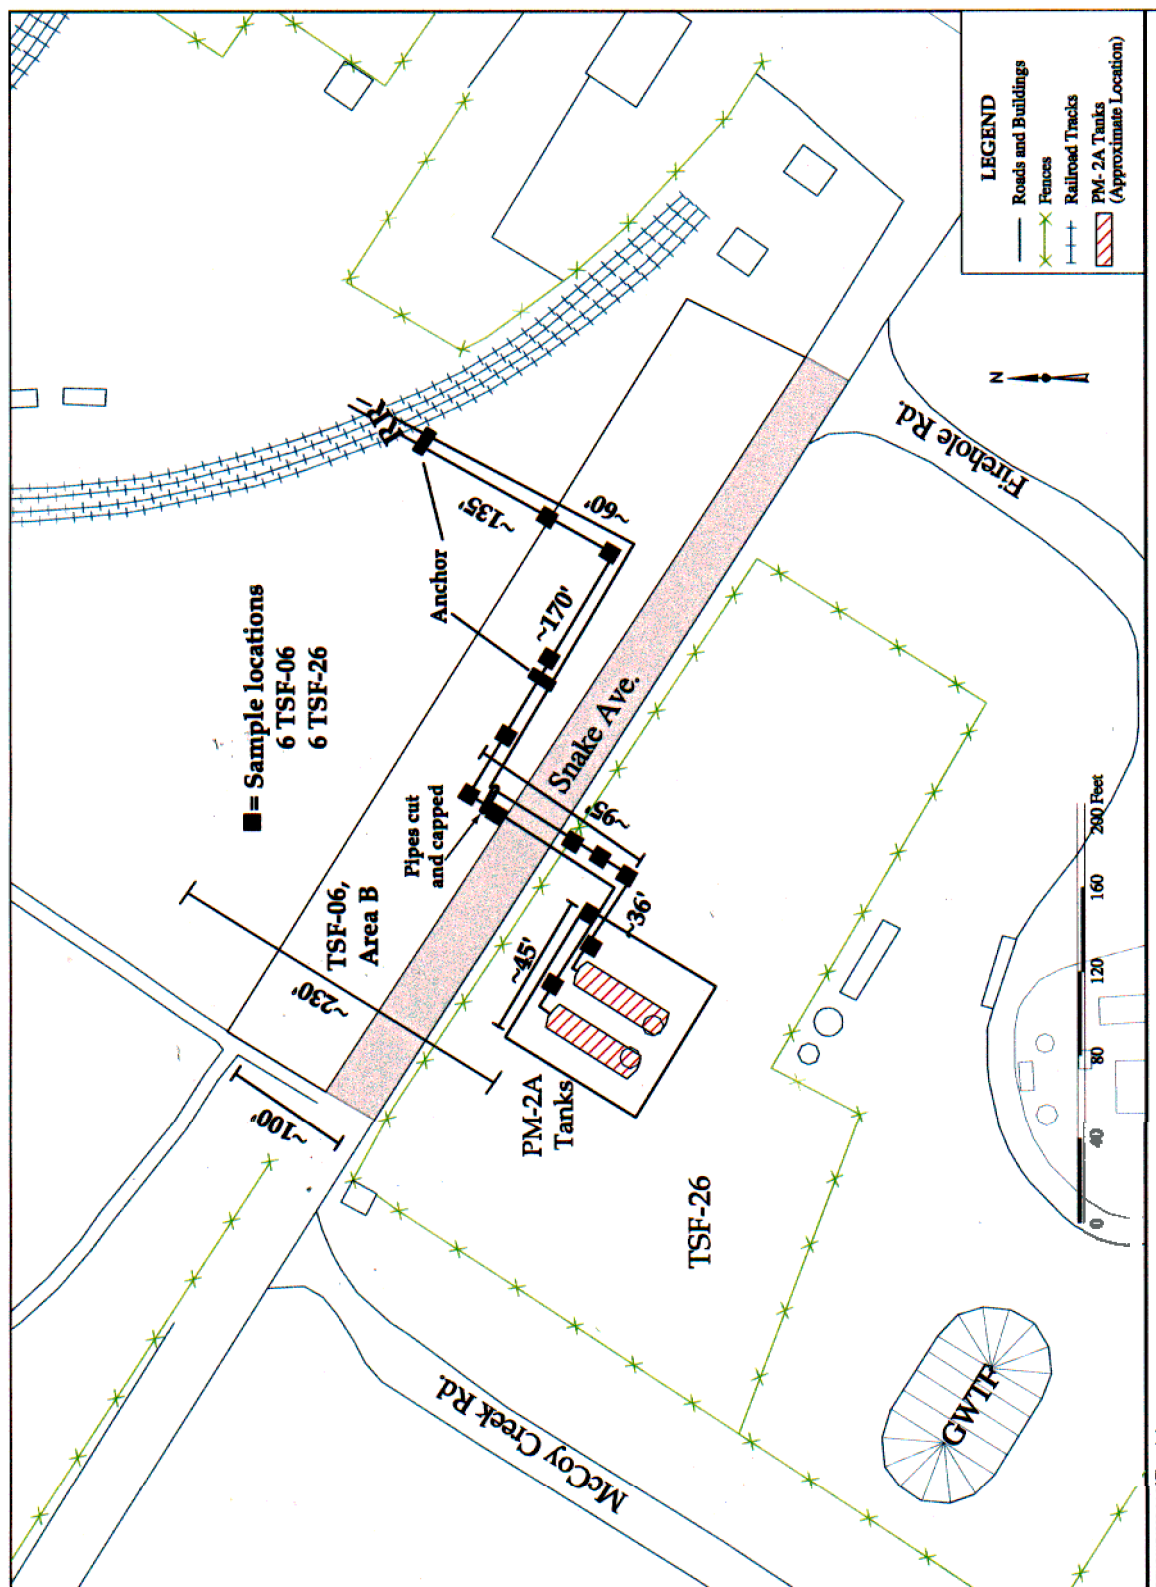 ■= Sample locations
6 TSF-06
6 TSF-26
TSF-06,
Area B
~230'
~100'
Pipes cut
and capped
Anchor
~135'
RR
~60'
~170'
Snake Ave.
~95'
~36'
~45'
PM-2A
Tanks
TSF-26
McCoy Creek Rd.
GWTF
Firehole Rd.
N
0 40 80 120 160 200 Feet
LEGEND
Roads and Buildings
Fences
Railroad Tracks
PM- 2A Tanks
(Approximate Location)